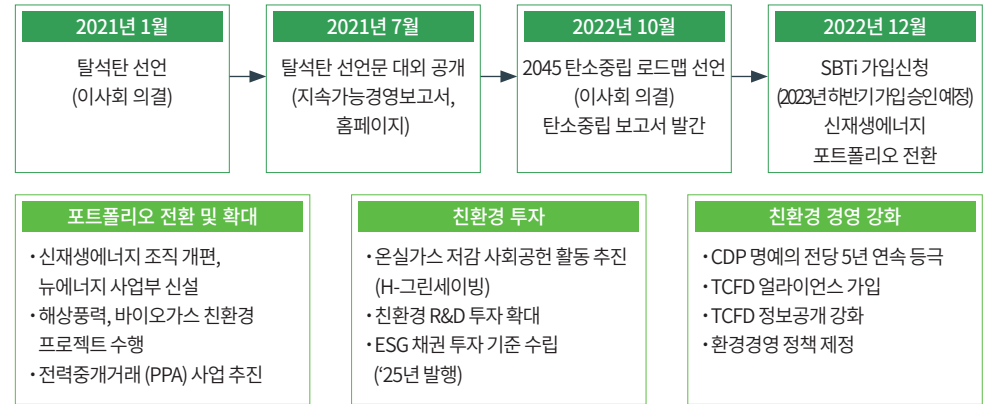 2021년 1월
탈석탄 선언
(이사회 의결)
2021년 7월
탈석탄 선언문 대외 공개
(지속가능경영보고서,
홈페이지)
2022년 10월
2045 탄소중립 로드맵 선언
(이사회 의결)
탄소중립 보고서 발간
2022년 12월
SBTi 가입신청
(2023년 하반기 가입 승인 예정)
신재생에너지
포트폴리오 전환
포트폴리오 전환 및 확대
·신재생에너지 조직 개편,
뉴에너지 사업부 신설
·해상풍력, 바이오가스 친환경
프로젝트 수행
·전력중개거래 (PPA) 사업 추진
친환경 투자
·온실가스 저감 사회공헌 활동 추진
(H-그린세이빙)
·친환경 R&D 투자 확대
·ESG 채권 투자 기준 수립
(‘25년 발행)
친환경 경영 강화
·CDP 명예의 전당 5년 연속 등극
·TCFD 얼라이언스 가입
·TCFD 정보공개 강화
·환경경영 정책 제정